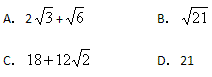 A. 2√3+√6 B. √21
C. 18+12√2 D. 21